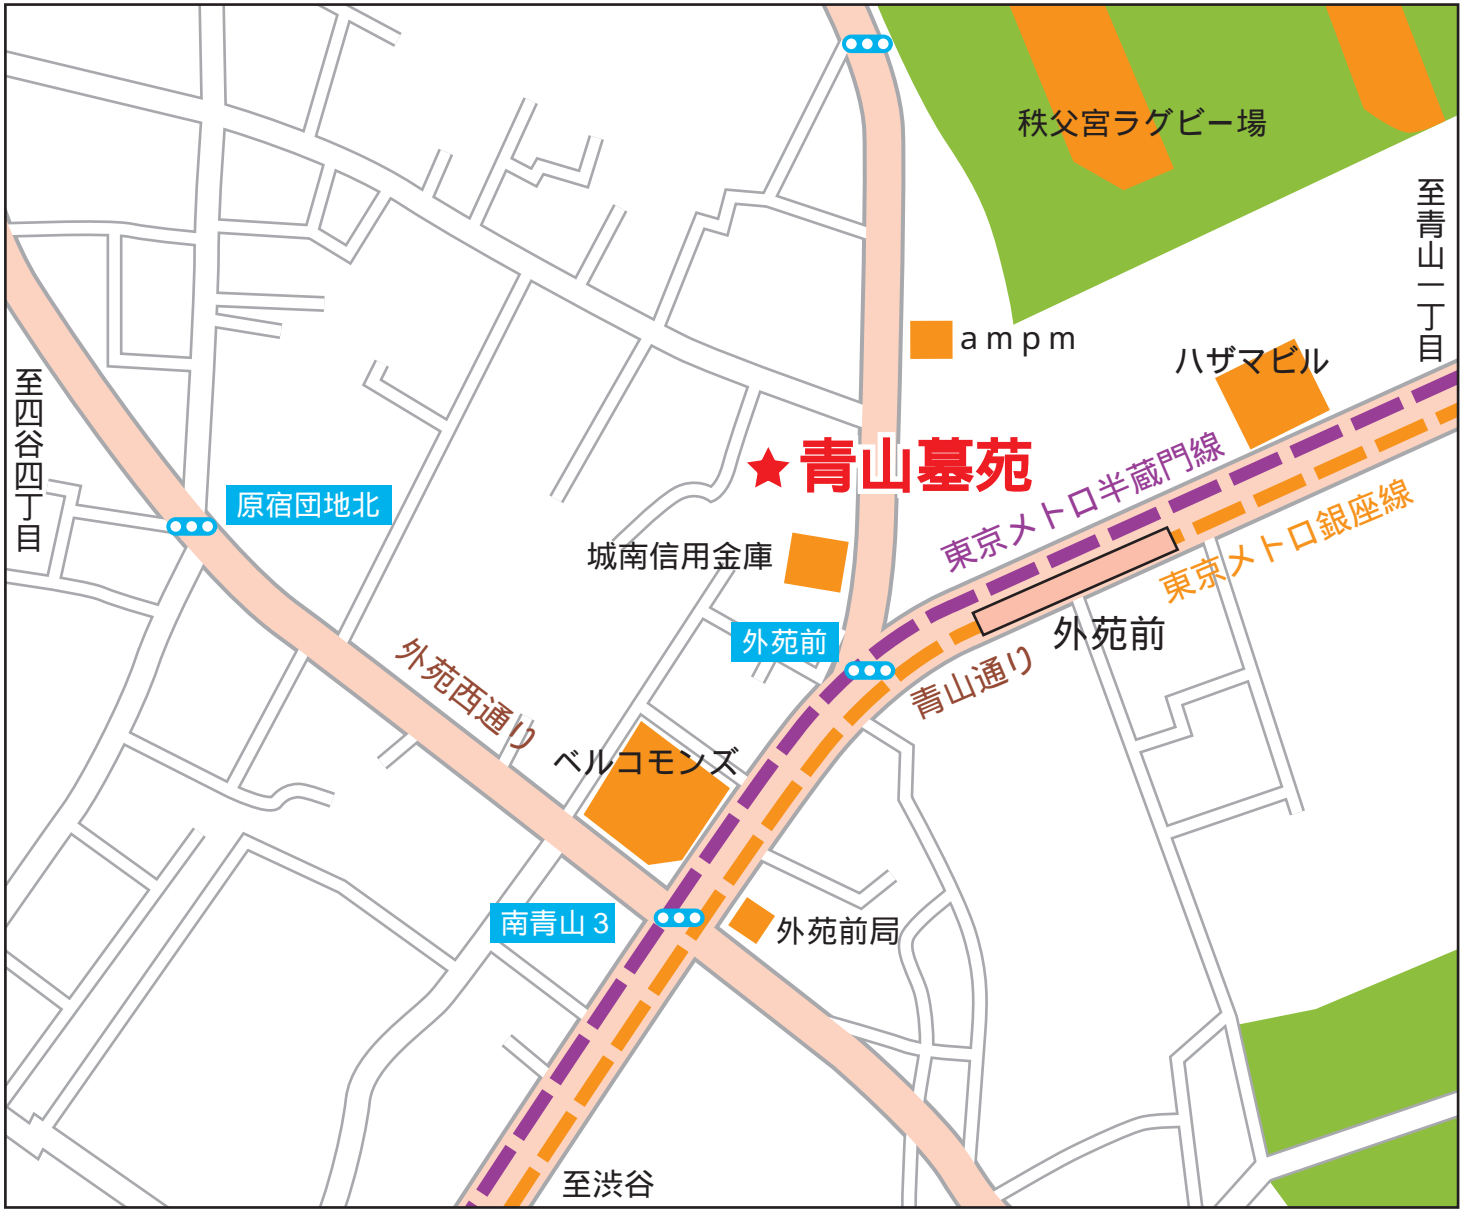 秩父宮ラグビー場
至青山一丁目
ampm
ハザマビル
至四谷四丁目
★青山墓苑
東京メトロ半蔵門線
原宿団地北
東京メトロ銀座線
城南信用金庫
外苑前
外苑前
外苑西通り
青山通り
ベルコモンズ
南青山3
外苑前局
至渋谷